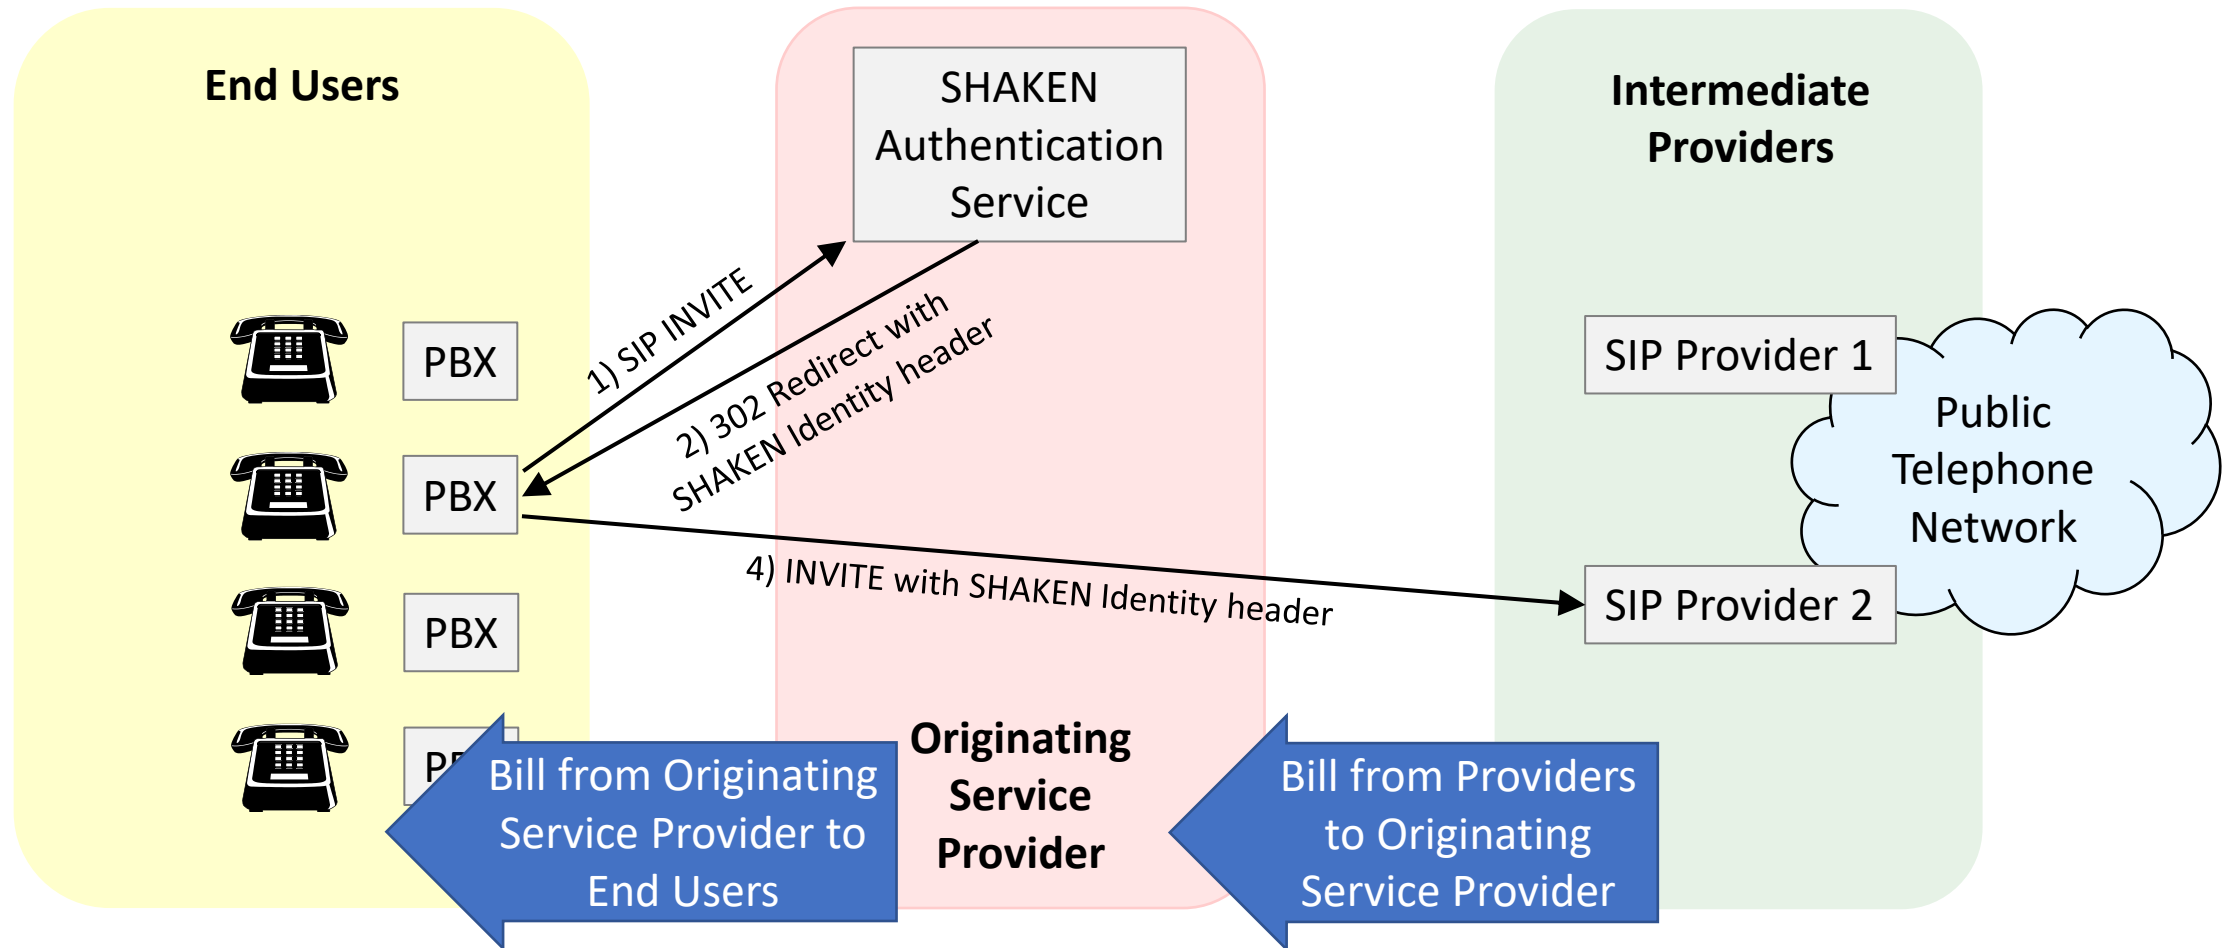 End Users
SHAKEN
Authentication
Service
Intermediate
Providers
1) SIP INVITE
2) 302 Redirect with
SHAKEN Identity header
4) INVITE with SHAKEN Identity header
PBX
PBX
PBX
SIP Provider 1
Public
Telephone
Network
SIP Provider 2
Bill from Originating
Service Provider to
End Users
Originating
Service
Provider
Bill from Providers
to Originating
Service Provider